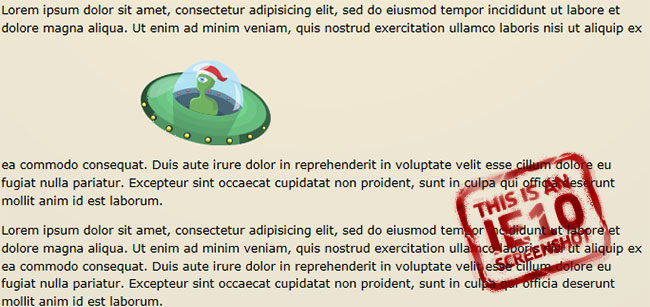 Lorem ipsum dolor sit amet, consectetur adipisicing elit, sed do eiusmod tempor incididunt ut labore et
dolore magna aliqua. Ut enim ad minim veniam, quis nostrud exercitation ullamco laboris nisi ut aliquip ex
ea commodo consequat. Duis aute irure dolor in reprehenderit in voluptate velit esse cillum dolore eu
fugiat nulla pariatur. Excepteur sint occaecat cupidatat non proident, sunt in culpa qui officia deserunt
mollit anim id est laborum.
Lorem ipsum dolor sit amet, consectetur adipisicing elit, sed do eiusmod tempor incididunt ut labore et
dolore magna aliqua. Ut enim ad minim veniam, quis nostrud exercitation ullamco laboris nisi ut aliquip ex
ea commodo consequat. Duis aute irure dolor in reprehenderit in voluptate velit esse cillum dolore eu
fugiat nulla pariatur. Excepteur sint occaecat cupidatat non proident, sunt in culpa qui officia deserunt
mollit anim id est laborum.
THIS IS AN
IE10
SCREENSHOT